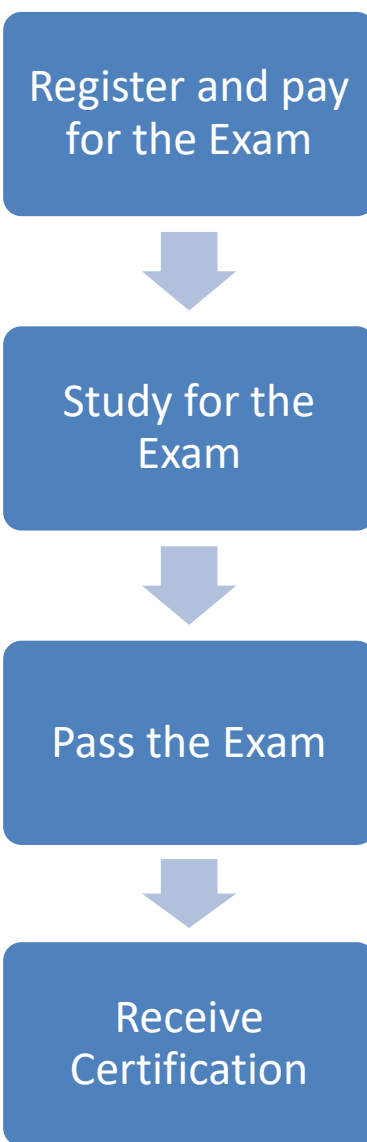 Register and pay
for the Exam
Study for the
Exam
Pass the Exam
Receive
Certification